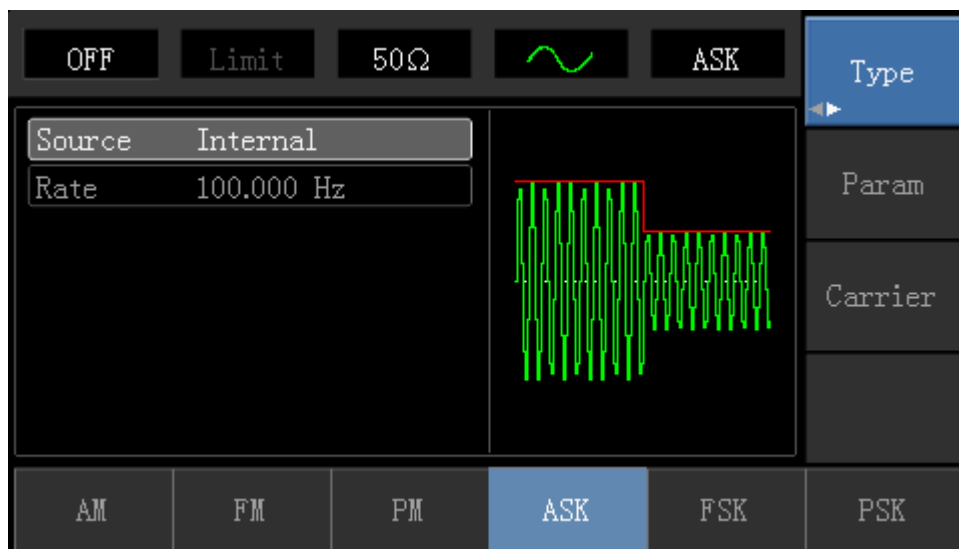 OFF Limit 50Ω ASK
Type
Source Internal
Rate 100.000 Hz
Param
Carrier
AM FM PM ASK FSK PSK